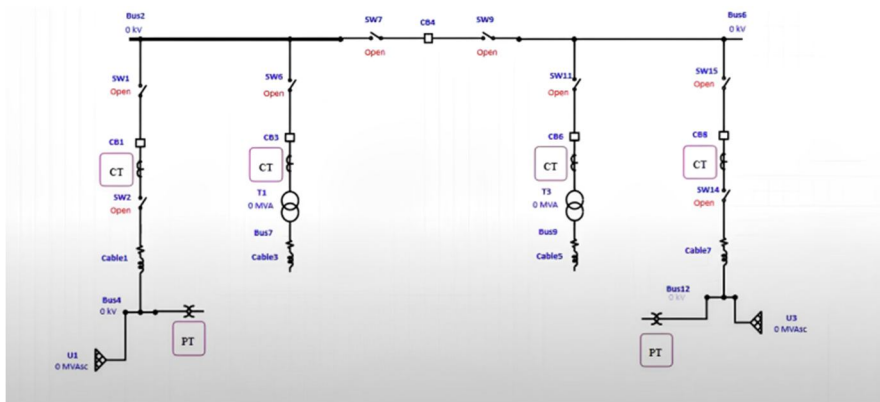 Bus2
0 kV
SW7
Open
CB4
SW9
Open
Bus6
0 kV
SW1
Open
SW6
Open
SW11
Open
SW15
Open
CB1
CT
CB3
CT
CB6
CT
CB8
CT
SW2
Open
T1
0 MVA
T3
0 MVA
SW14
Open
Bus7
Bus9
Cable1
Cable3
Cable5
Cable7
Bus4
0 kV
Bus12
0 kV
PT
PT
U1
0 MVAsc
U3
0 MVAsc